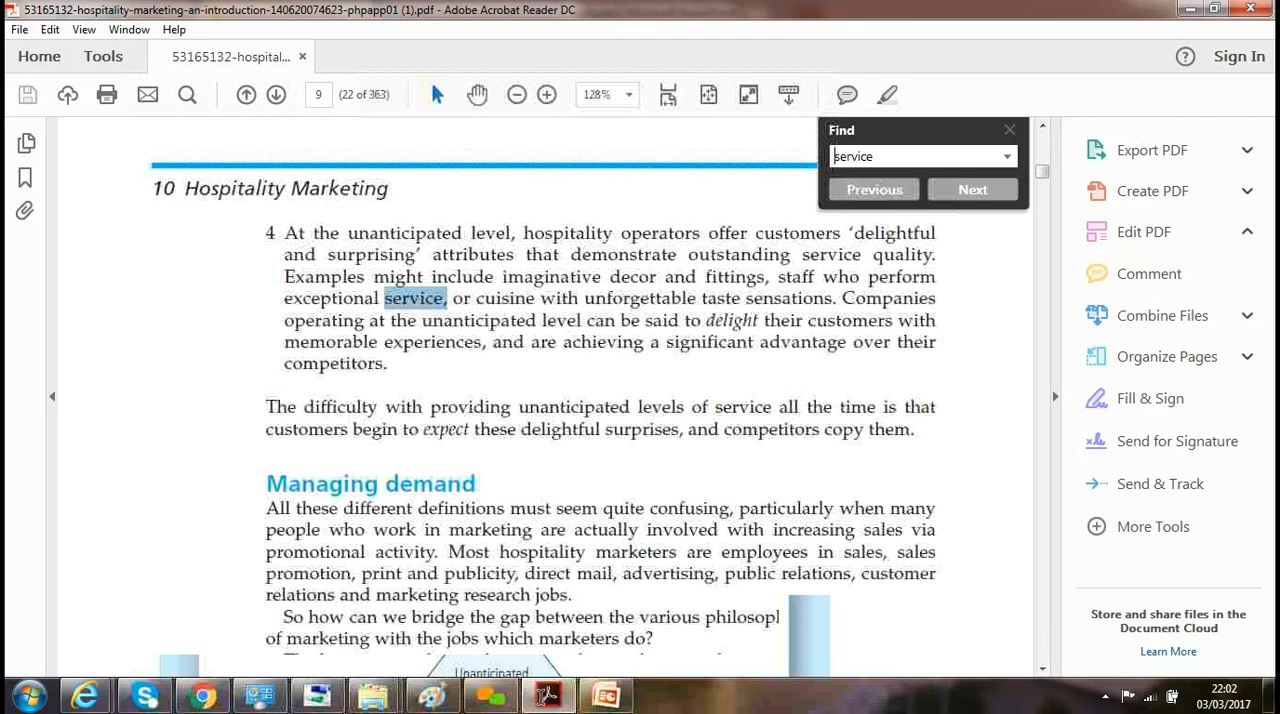 53165132-hospitality-marketing-an-introduction-140620074623-phpapp01 (1).pdf - Adobe Acrobat Reader DC
File Edit View Window Help
Home Tools 53165132-hospital... × Sign In
9 (22 of 363) 128%
Find
service
Previous Next
10 Hospitality Marketing
4 At the unanticipated level, hospitality operators offer customers ‘delightful
and surprising’ attributes that demonstrate outstanding service quality.
Examples might include imaginative decor and fittings, staff who perform
exceptional service, or cuisine with unforgettable taste sensations. Companies
operating at the unanticipated level can be said to delight their customers with
memorable experiences, and are achieving a significant advantage over their
competitors.
The difficulty with providing unanticipated levels of service all the time is that
customers begin to expect these delightful surprises, and competitors copy them.
Managing demand
All these different definitions must seem quite confusing, particularly when many
people who work in marketing are actually involved with increasing sales via
promotional activity. Most hospitality marketers are employees in sales, sales
promotion, print and publicity, direct mail, advertising, public relations, customer
relations and marketing research jobs.
So how can we bridge the gap between the various philosopl
of marketing with the jobs which marketers do?
Unanticipated
Export PDF
Create PDF
Edit PDF
Comment
Combine Files
Organize Pages
Fill & Sign
Send for Signature
Send & Track
More Tools
Store and share files in the
Document Cloud
Learn More
22:02
03/03/2017